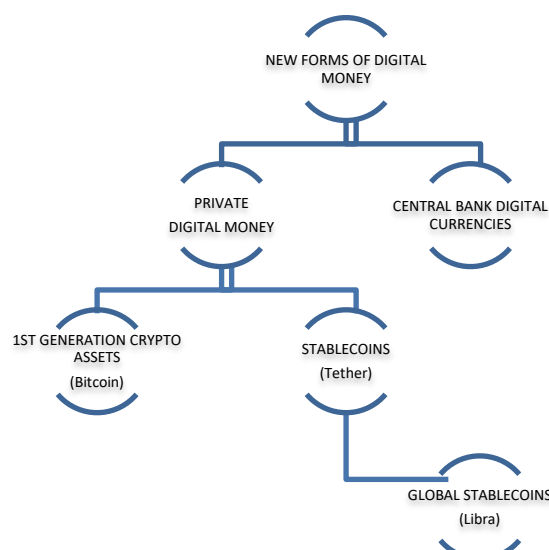 NEW FORMS OF DIGITAL
MONEY
PRIVATE
DIGITAL MONEY
CENTRAL BANK DIGITAL
CURRENCIES
1ST GENERATION CRYPTO
ASSETS
(Bitcoin)
STABLECOINS
(Tether)
GLOBAL STABLECOINS
(Libra)